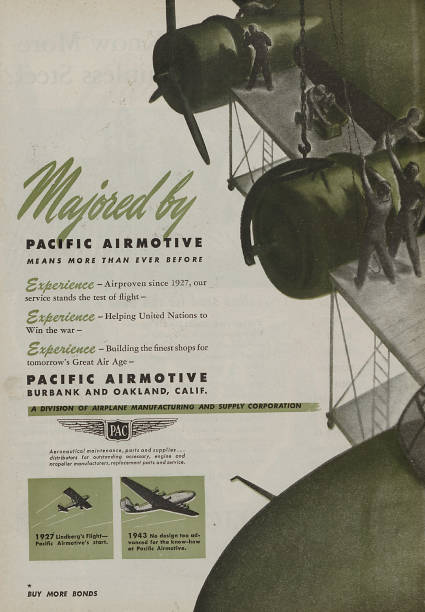 Majored by
PACIFIC AIRMOTIVE
MEANS MORE THAN EVER BEFORE
Experience – Airproven since 1927, our
service stands the test of flight –
Experience – Helping United Nations to
Win the war –
Experience – Building the finest shops for
tomorrow's Great Air Age –
PACIFIC AIRMOTIVE
BURBANK AND OAKLAND, CALIF.
A DIVISION OF AIRPLANE MANUFACTURING AND SUPPLY CORPORATION
PAC
Aeronautical maintenance, parts and supplies ...
distributors for outstanding accessory, engine and
propeller manufacturers, replacement parts and service.
1927 Lindberg's Flight—
Pacific Airmotive's start.
1943 No design too ad-
vanced for the know-how
at Pacific Airmotive.
★
BUY MORE BONDS